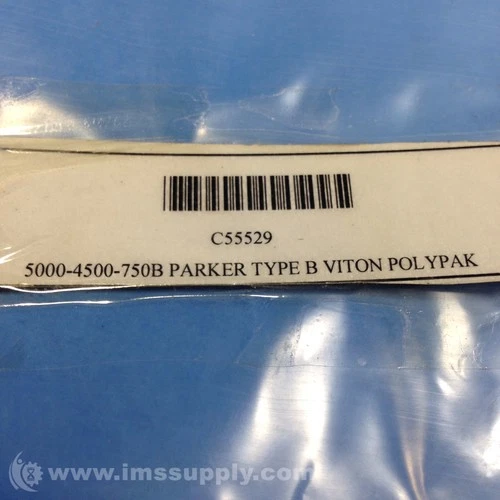 C55529
5000-4500-750B PARKER TYPE B VITON POLYPAK
www.imssupply.com